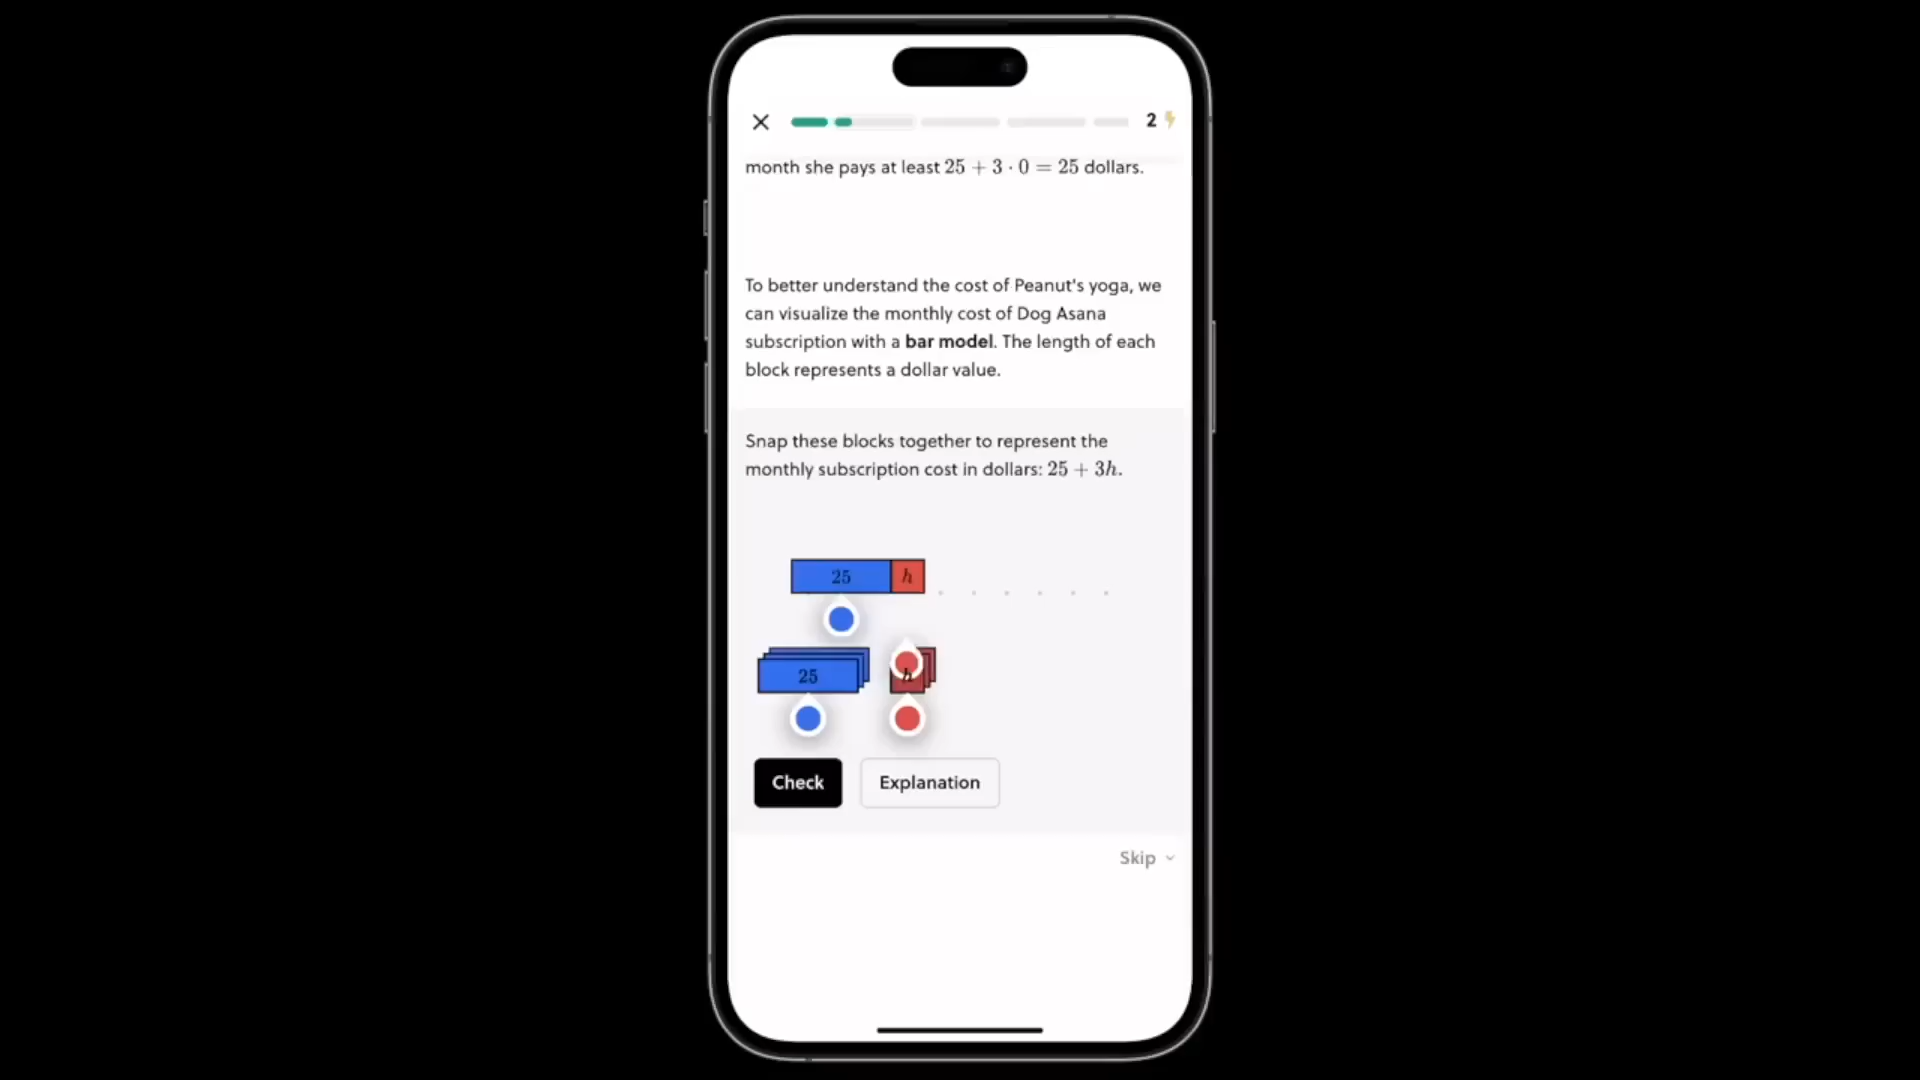 2
month she pays at least 25 + 3 · 0 = 25 dollars.
To better understand the cost of Peanut's yoga, we
can visualize the monthly cost of Dog Asana
subscription with a bar model. The length of each
block represents a dollar value.
Snap these blocks together to represent the
monthly subscription cost in dollars: 25 + 3h.
25 h
25 h
Check Explanation
Skip